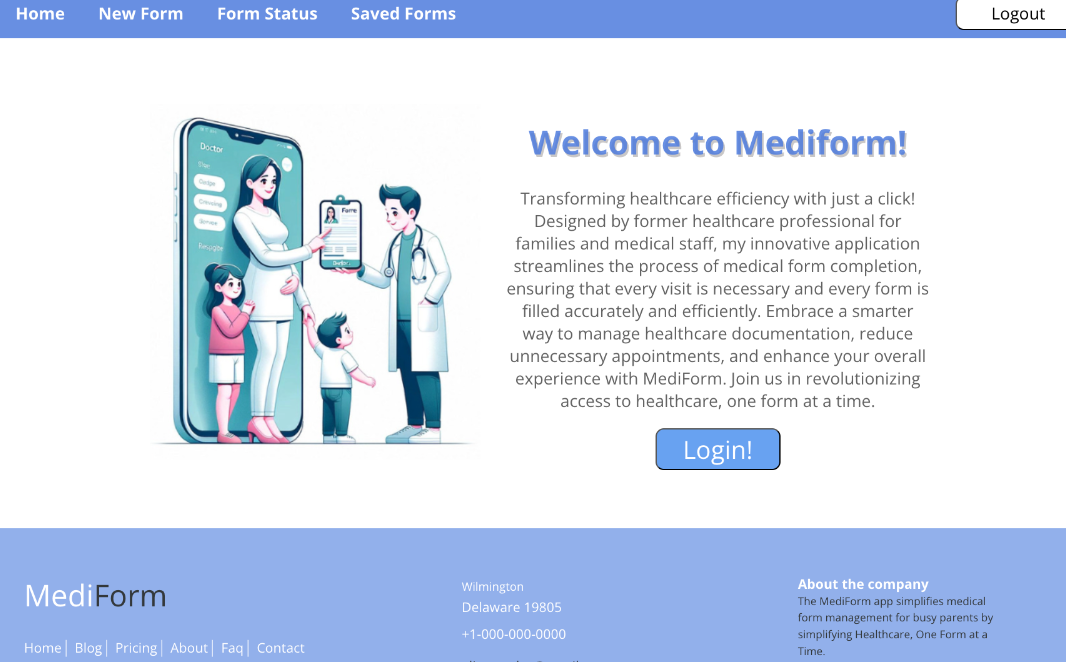 Home New Form Form Status Saved Forms Logout
Doctor
Form
Welcome to Mediform!
Transforming healthcare efficiency with just a click!
Designed by former healthcare professional for
families and medical staff, my innovative application
streamlines the process of medical form completion,
ensuring that every visit is necessary and every form is
filled accurately and efficiently. Embrace a smarter
way to manage healthcare documentation, reduce
unnecessary appointments, and enhance your overall
experience with MediForm. Join us in revolutionizing
access to healthcare, one form at a time.
Login!
MediForm
Home| Blog| Pricing| About| Faq| Contact
Wilmington
Delaware 19805
+1-000-000-0000
About the company
The MediForm app simplifies medical
form management for busy parents by
simplifying Healthcare, One Form at a
Time.